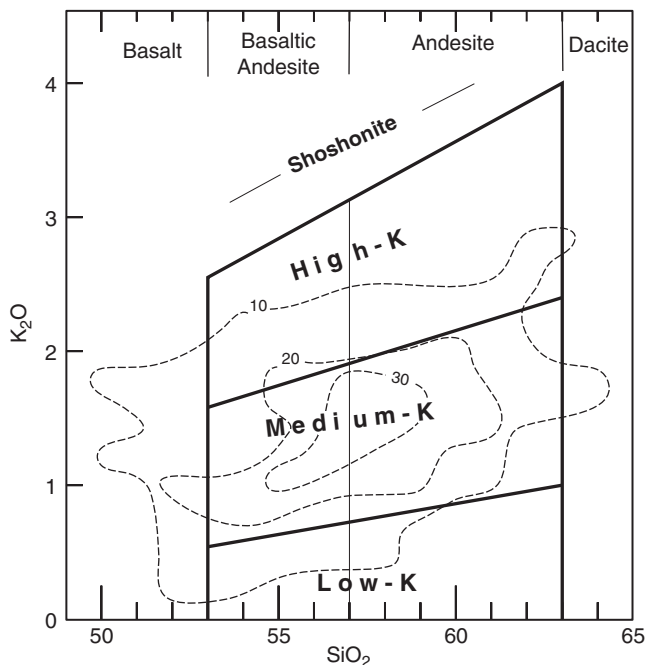 Basalt
Basaltic
Andesite
Andesite
Dacite
4
3
2
1
0
K₂O
Shoshonite
High-K
10
20
30
Medium-K
Low-K
50
55
60
65
SiO₂